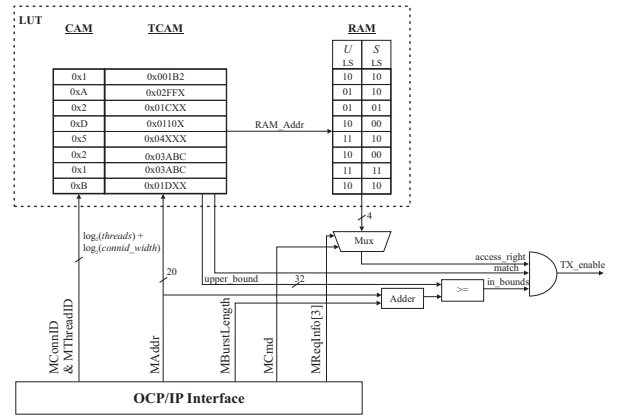 LUT
CAM TCAM RAM
U S
LS LS
0x1 0x001B2 10 10
0xA 0x02FFX 01 10
0x2 0x01CXX 01 01
0xD 0x0110X 10 00
0x5 0x04XXX 11 10
0x2 0x03ABC 10 00
0x1 0x03ABC 11 11
0xB 0x01DXX 10 10
RAM_Addr
4
Mux
log₂(threads) +
log₂(connid_width)
20
upper_bound
32
access_right
match
in_bounds
TX_enable
>=
Adder
MConnID
& MThreadID
MAddr
MBurstLength
MCmd
MReqInfo[3]
OCP/IP Interface